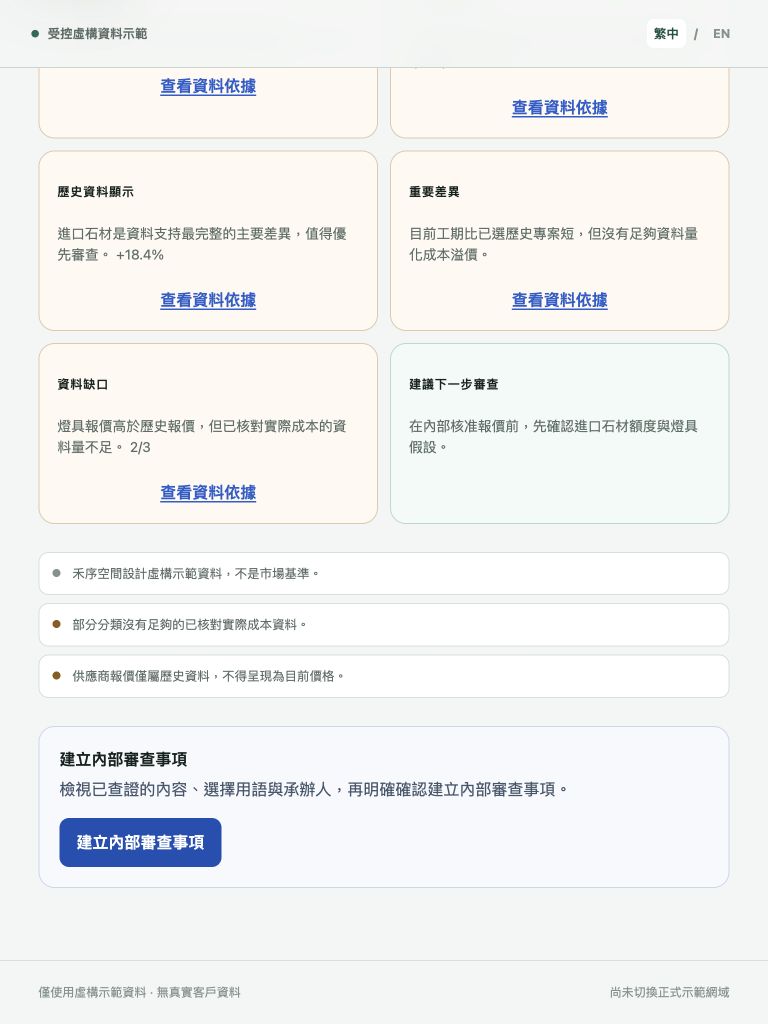 受控虛構資料示範
繁中 / EN
查看資料依據
查看資料依據
歷史資料顯示
進口石材是資料支持最完整的主要差異，值得優
先審查。 +18.4%
查看資料依據
重要差異
目前工期比已選歷史專案短，但沒有足夠資料量
化成本溢價。
查看資料依據
資料缺口
燈具報價高於歷史報價，但已核對實際成本的資
料量不足。 2/3
查看資料依據
建議下一步審查
在內部核准報價前，先確認進口石材額度與燈具
假設。
禾序空間設計虛構示範資料，不是市場基準。
部分分類沒有足夠的已核對實際成本資料。
供應商報價僅屬歷史資料，不得呈現為目前價格。
建立內部審查事項
檢視已查證的內容、選擇用語與承辦人，再明確確認建立內部審查事項。
建立內部審查事項
僅使用虛構示範資料 · 無真實客戶資料
尚未切換正式示範網域